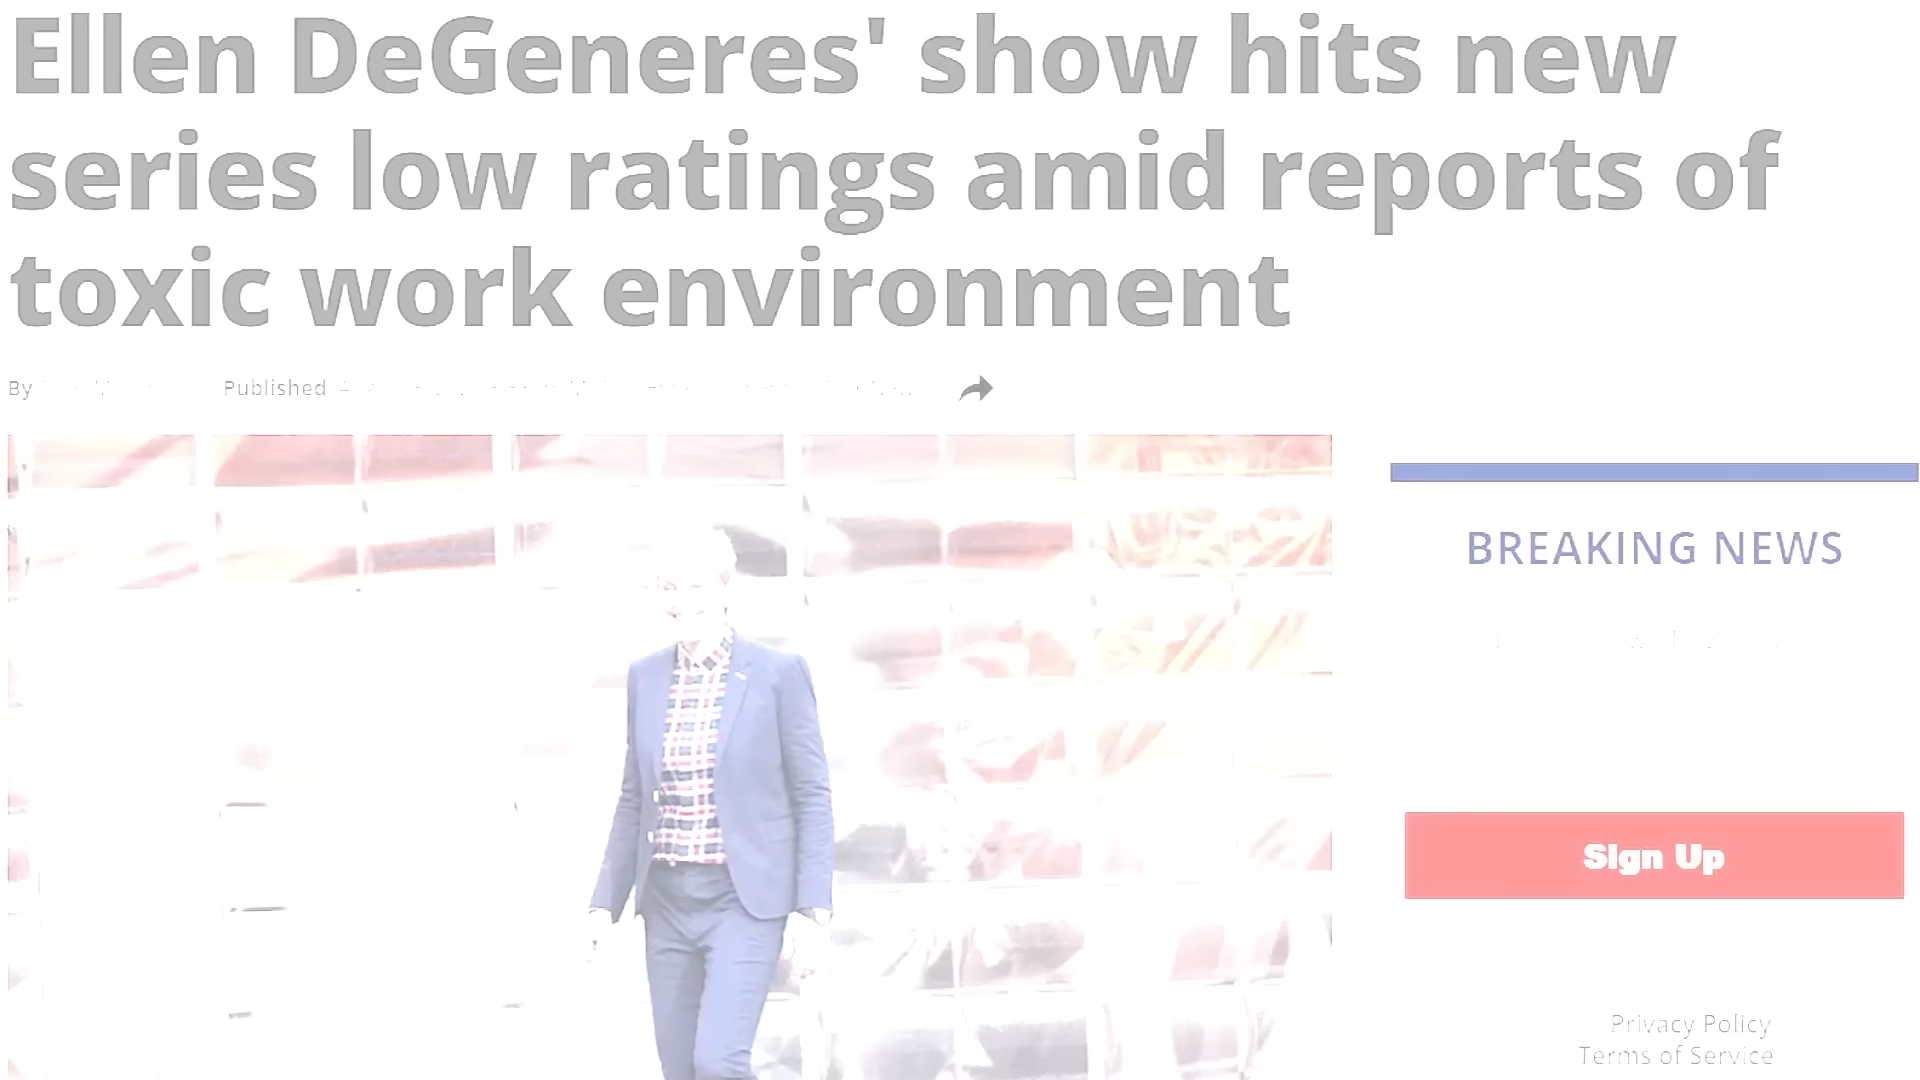 Ellen DeGeneres' show hits new
series low ratings amid reports of
toxic work environment
By
Published
BREAKING NEWS
Sign Up
Privacy Policy
Terms of Service